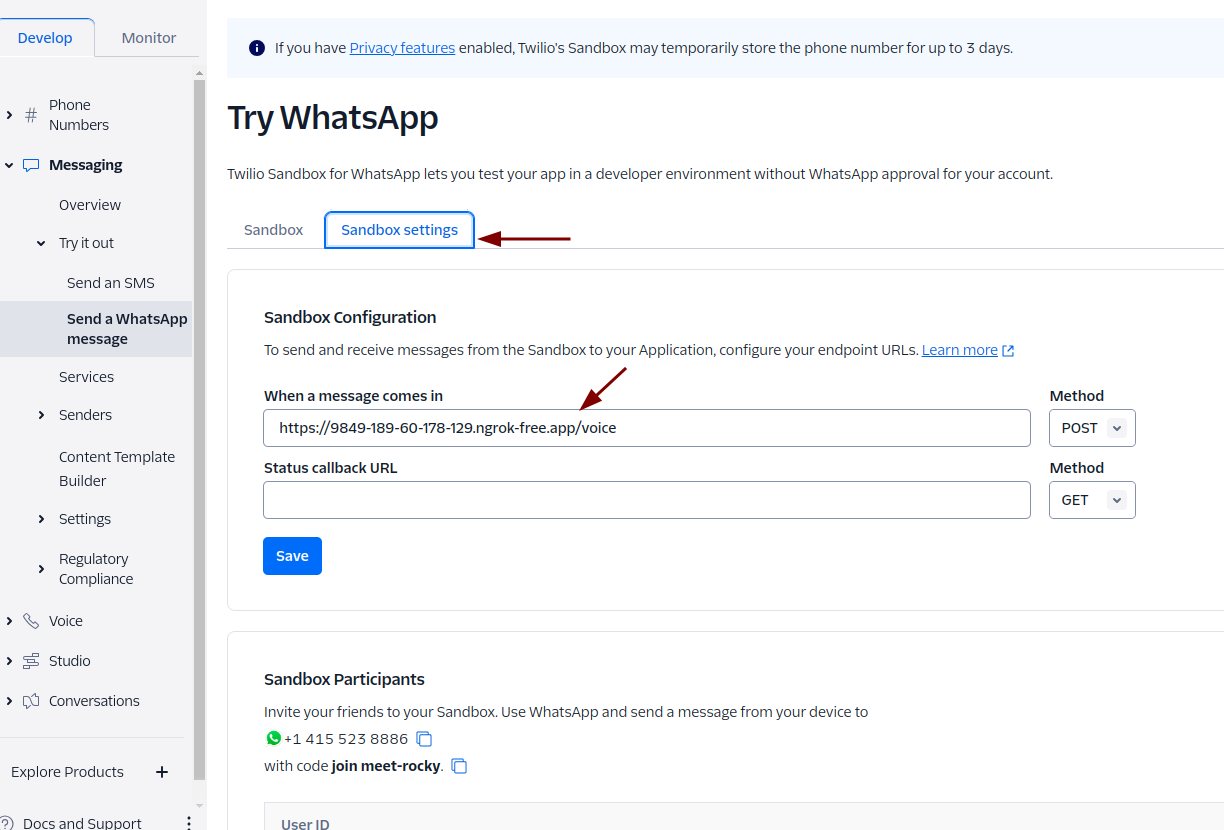 Develop
Monitor
Phone
Numbers
Messaging
Overview
Try it out
Send an SMS
Send a WhatsApp
message
Services
Senders
Content Template
Builder
Settings
Regulatory
Compliance
Voice
Studio
Conversations
Explore Products +
Docs and Support
If you have Privacy features enabled, Twilio's Sandbox may temporarily store the phone number for up to 3 days.
Try WhatsApp
Twilio Sandbox for WhatsApp lets you test your app in a developer environment without WhatsApp approval for your account.
Sandbox
Sandbox settings
Sandbox Configuration
To send and receive messages from the Sandbox to your Application, configure your endpoint URLs. Learn more
When a message comes in
Method
https://9849-189-60-178-129.ngrok-free.app/voice
POST
Status callback URL
Method
GET
Save
Sandbox Participants
Invite your friends to your Sandbox. Use WhatsApp and send a message from your device to
+1 415 523 8886
with code join meet-rocky.
User ID